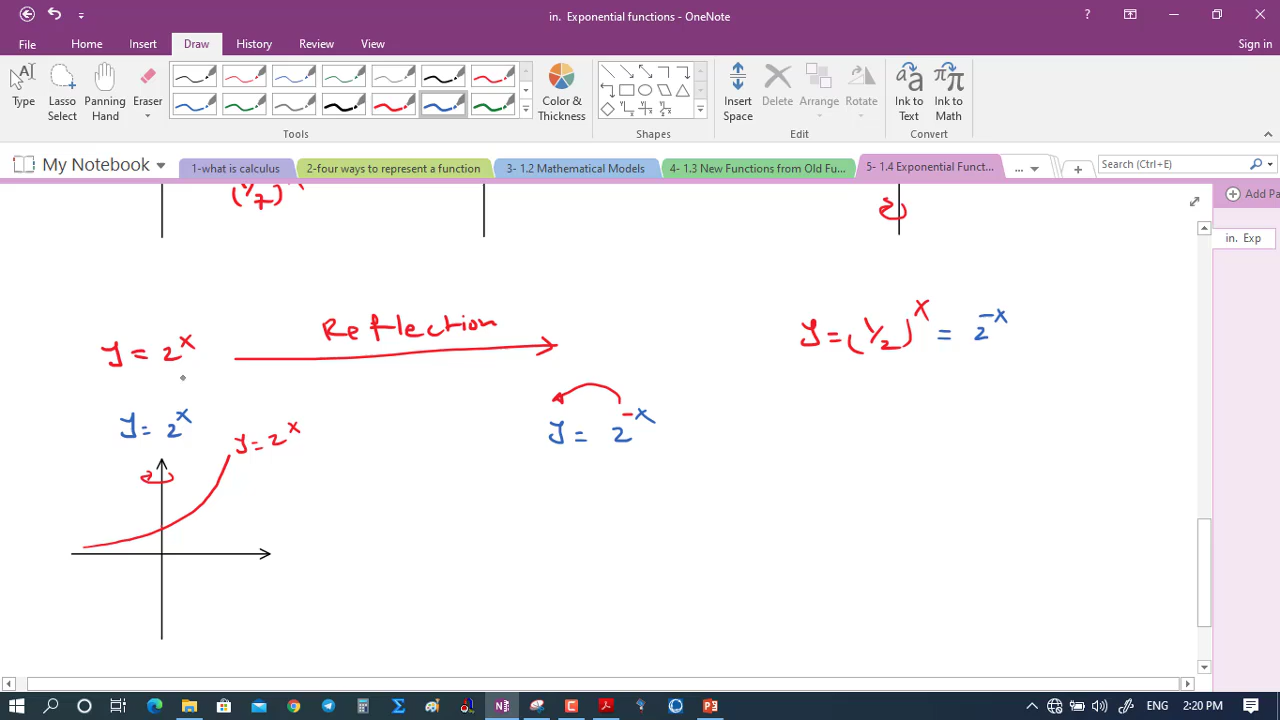 in. Exponential functions - OneNote
File Home Insert Draw History Review View
Sign in
Type
Lasso Select
Panning Hand
Eraser
Color & Thickness
Insert Space
Delete
Arrange
Rotate
Ink to Text
Ink to Math
Tools Shapes Edit Convert
My Notebook
1-what is calculus
2-four ways to represent a function
3- 1.2 Mathematical Models
4- 1.3 New Functions from Old Fu...
5- 1.4 Exponential Funct...
...
Search (Ctrl+E)
Add Pa
in. Exp
(1/7)
y = 2^x
Reflection
y = (1/2)^x = 2^-x
y = 2^x
y = 2^x
y = 2^-x
ENG 2:20 PM